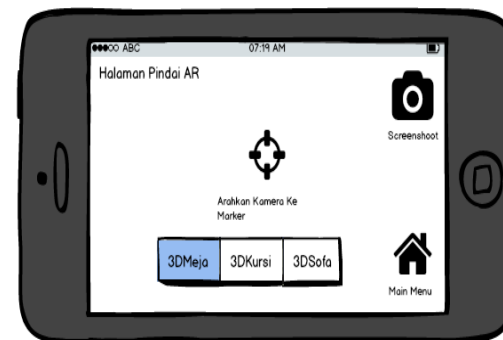 ABC 07:19 AM
Halaman Pindai AR
Screenshoot
Arahkan Kamera Ke
Marker
3DMeja 3DKursi 3DSofa
Main Menu